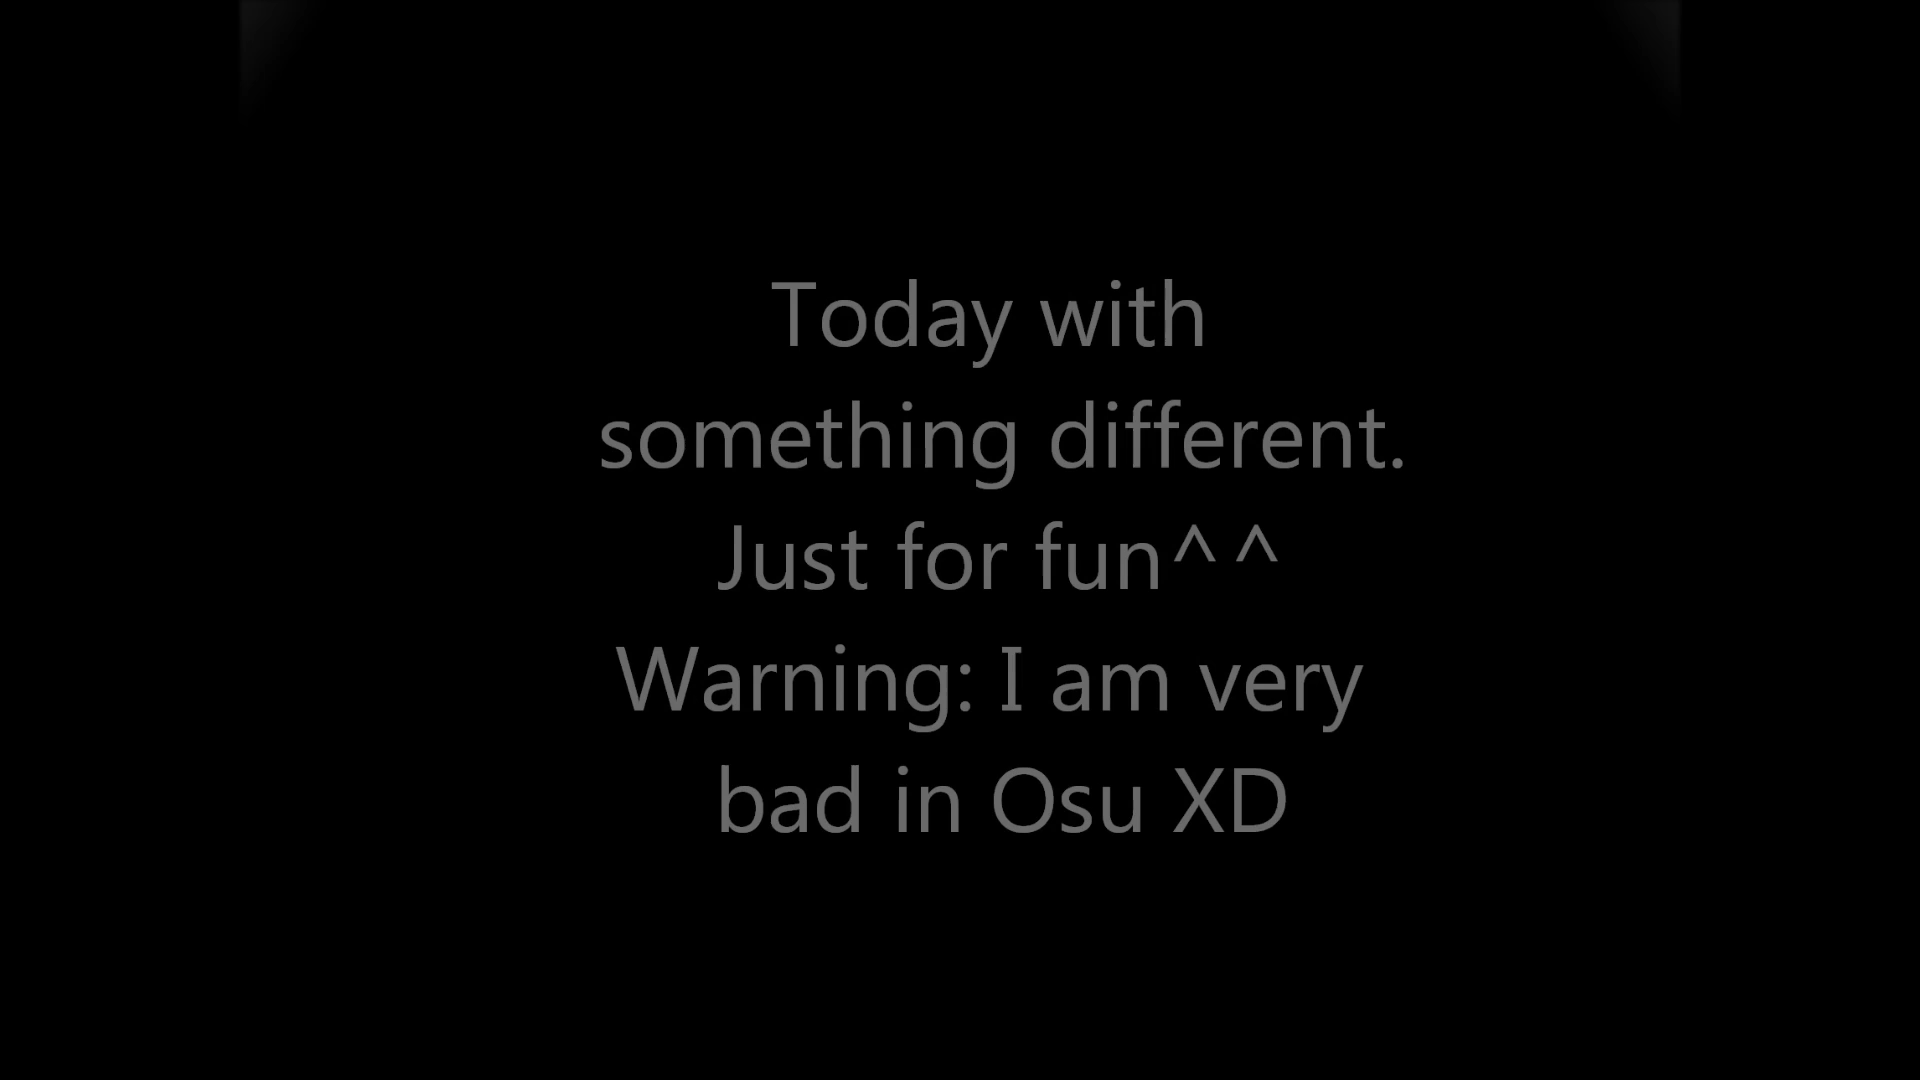 Today with
something different.
Just for fun^^
Warning: I am very
bad in Osu XD